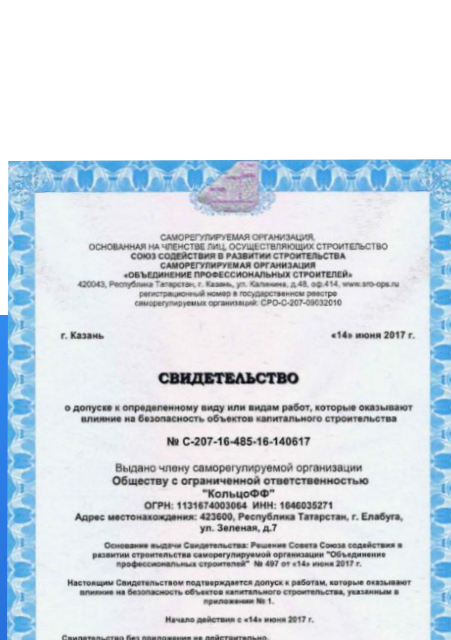 САМОРЕГУЛИРУЕМАЯ ОРГАНИЗАЦИЯ,
ОСНОВАННАЯ НА ЧЛЕНСТВЕ ЛИЦ, ОСУЩЕСТВЛЯЮЩИХ СТРОИТЕЛЬСТВО
СОЮЗ СОДЕЙСТВИЯ В РАЗВИТИИ СТРОИТЕЛЬСТВА
САМОРЕГУЛИРУЕМАЯ ОРГАНИЗАЦИЯ
«ОБЪЕДИНЕНИЕ ПРОФЕССИОНАЛЬНЫХ СТРОИТЕЛЕЙ»
420043, Республика Татарстан, г. Казань, ул. Калинина, д.48, оф.414, www.sro-ops.ru
регистрационный номер в государственном реестре
саморегулируемых организаций: СРО-С-207-09032010
г. Казань «14» июня 2017 г.
СВИДЕТЕЛЬСТВО
о допуске к определенному виду или видам работ, которые оказывают
влияние на безопасность объектов капитального строительства
№ С-207-16-485-16-140617
Выдано члену саморегулируемой организации
Обществу с ограниченной ответственностью
"КольцоФФ"
ОГРН: 1131674003064 ИНН: 1646035271
Адрес местонахождения: 423600, Республика Татарстан, г. Елабуга,
ул. Зеленая, д.7
Основание выдачи Свидетельства: Решение Совета Союза содействия в
развитии строительства саморегулируемой организации "Объединение
профессиональных строителей" № 497 от «14» июня 2017 г.
Настоящим Свидетельством подтверждается допуск к работам, которые оказывают
влияние на безопасность объектов капитального строительства, указанным в
приложении № 1.
Начало действия с «14» июня 2017 г.
Свидетельство без приложения не действительно.